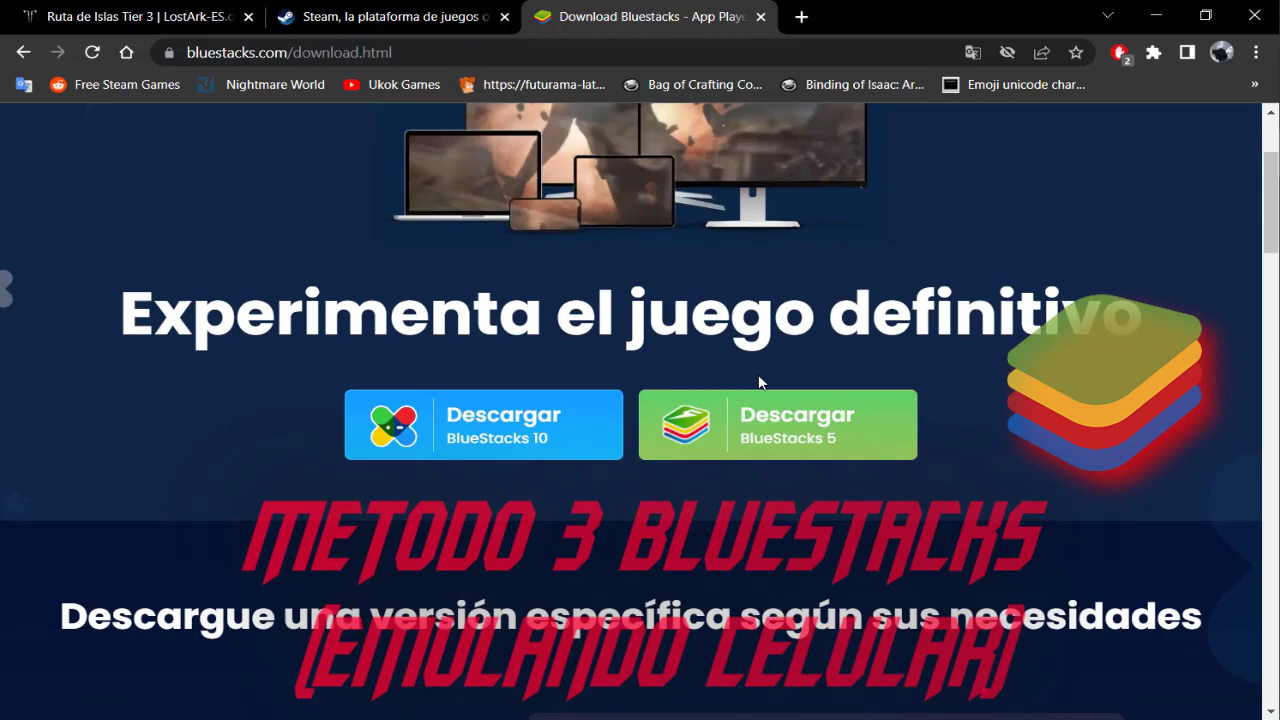 Ruta de Islas Tier 3 | LostArk-ES.c
Steam, la plataforma de juegos o
Download Bluestacks - App Playe
bluestacks.com/download.html
2
Free Steam Games
Nightmare World
Ukok Games
https://futurama-lat...
Bag of Crafting Co...
Binding of Isaac: Ar...
Emoji unicode char...
»
Experimenta el juego definitivo
Descargar
BlueStacks 10
Descargar
BlueStacks 5
METODO 3 BLUESTACKS
Descargue una versión específica según sus necesidades
(EMULANDO CELULAR)